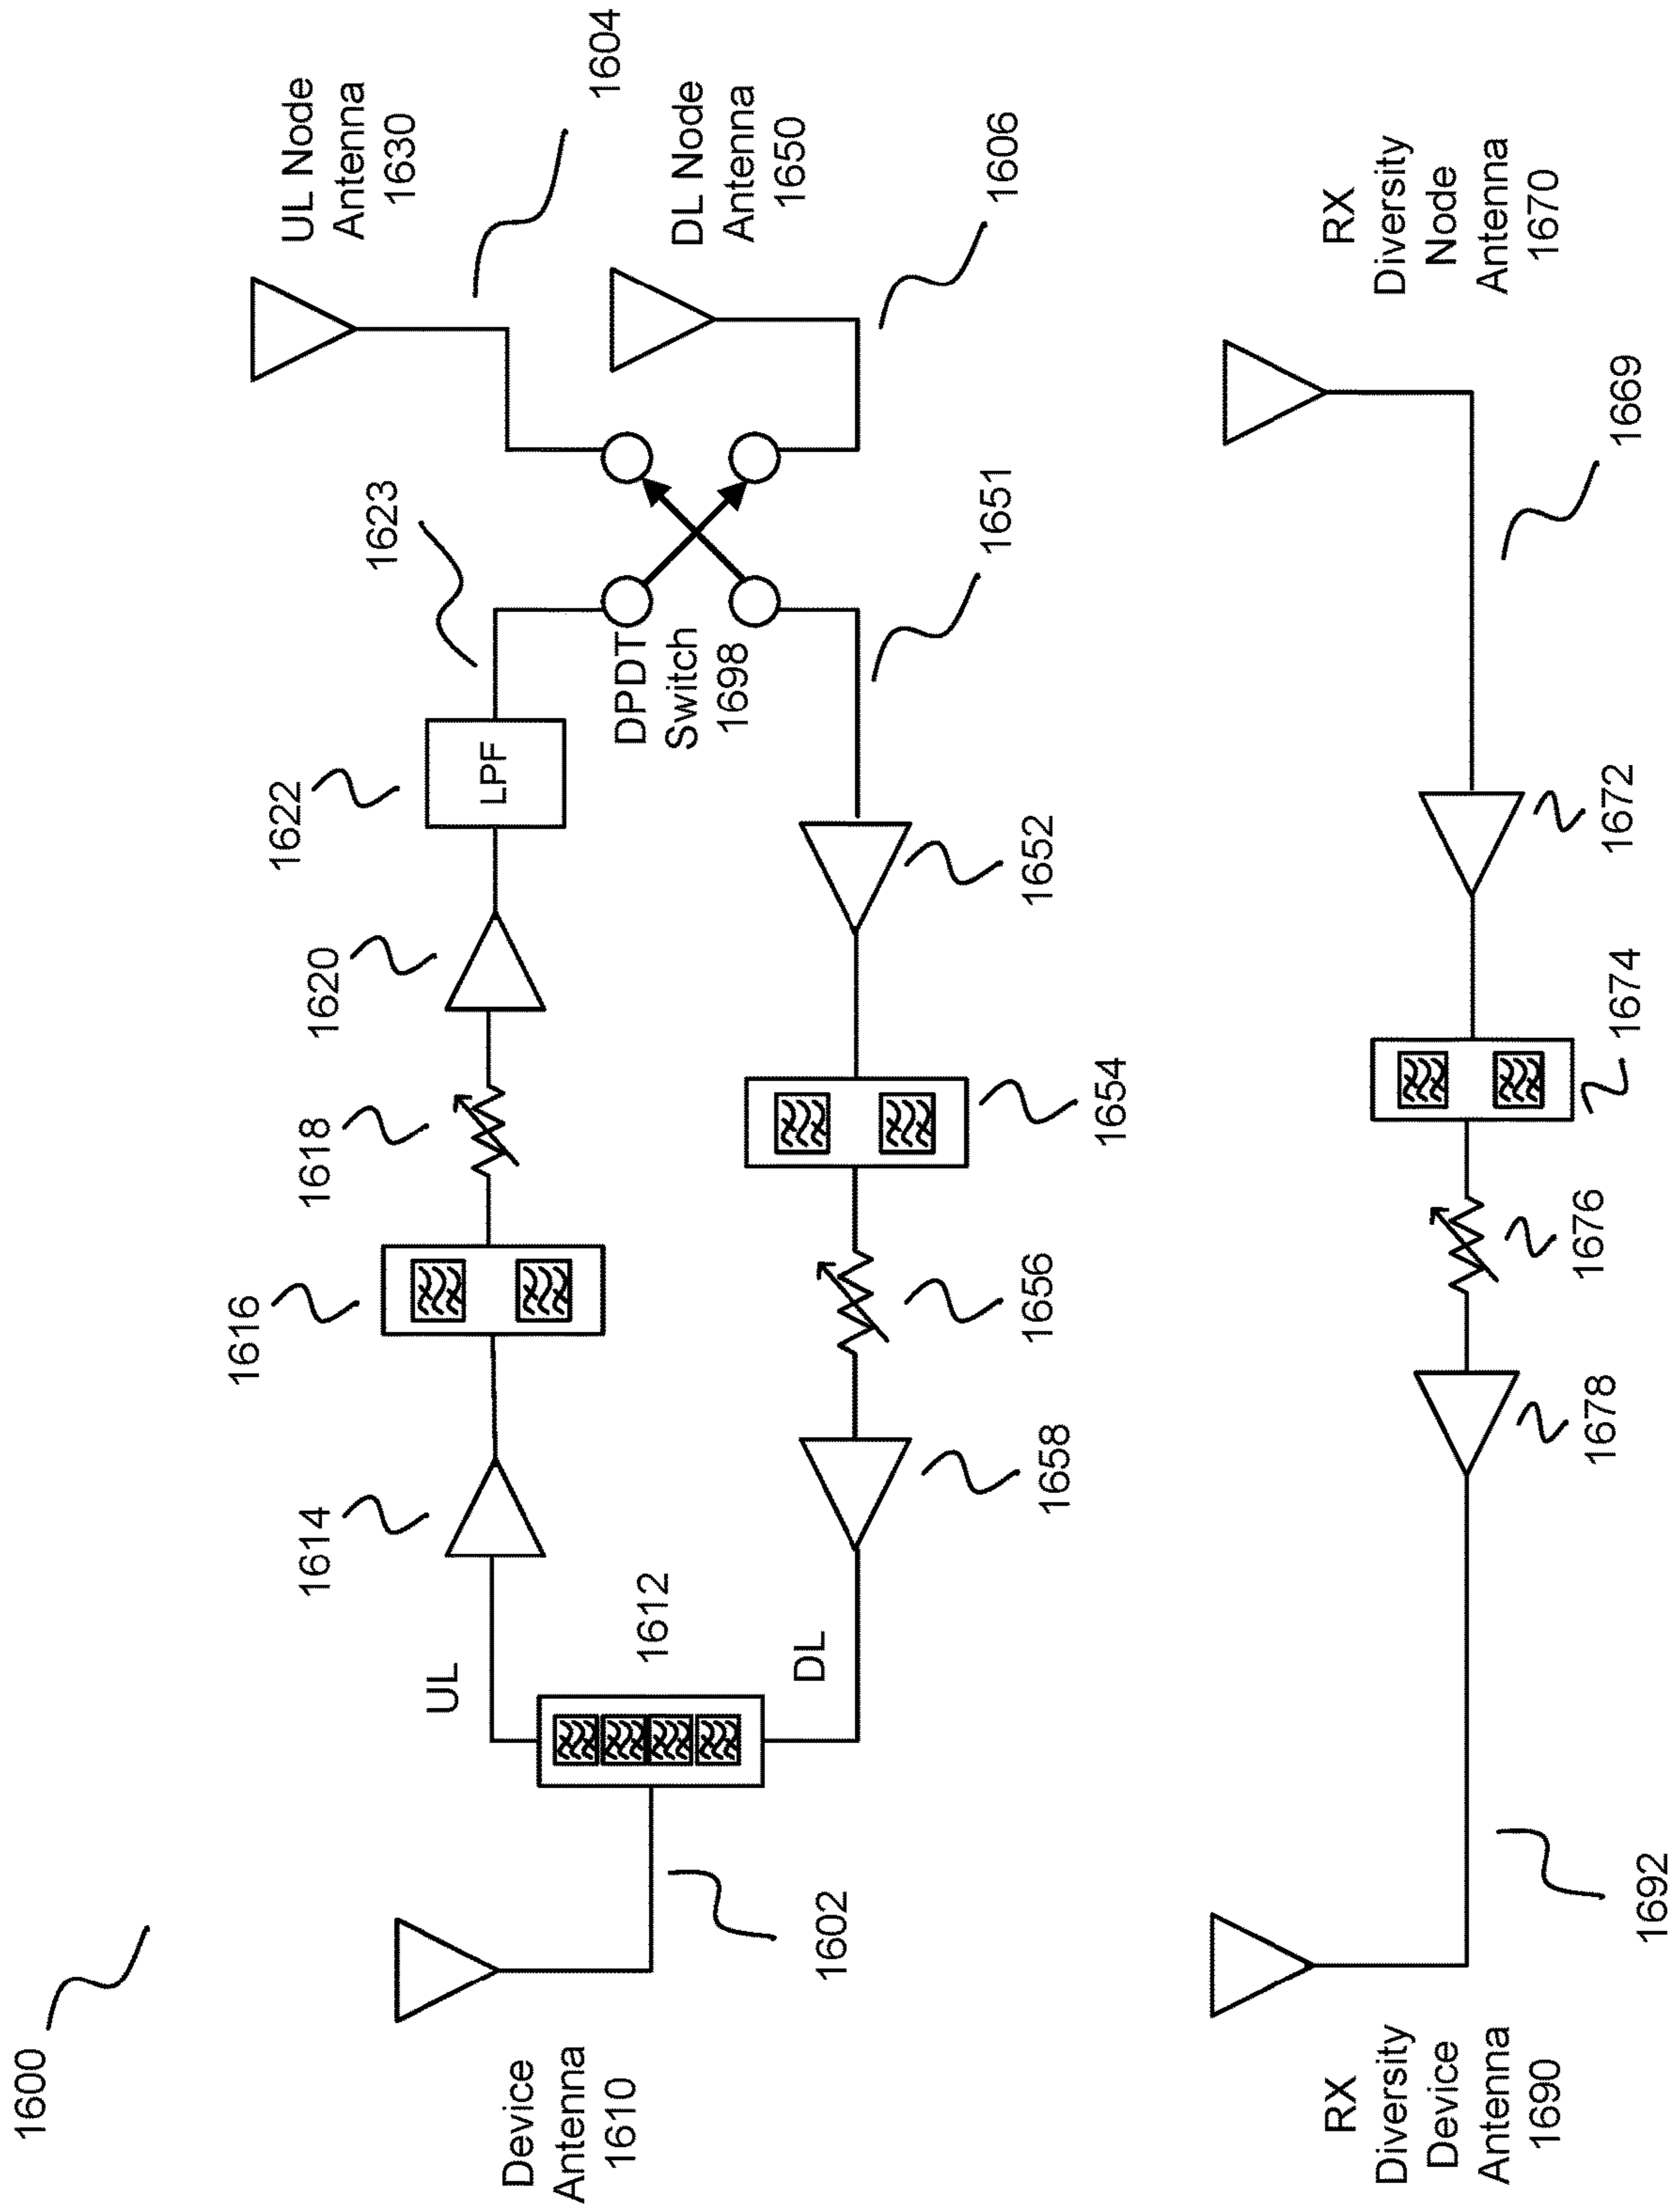 1600
UL Node
Antenna
1630
1604
DL Node
Antenna
1650
1606
1623
1622
LPF
1620
1618
1616
1614
UL
1612
DPDT
Switch
1698
1651
1652
1654
1656
1658
DL
Device
Antenna
1610
1602
RX
Diversity
Node
Antenna
1670
1669
1672
1674
1676
1678
1692
RX
Diversity
Device
Antenna
1690